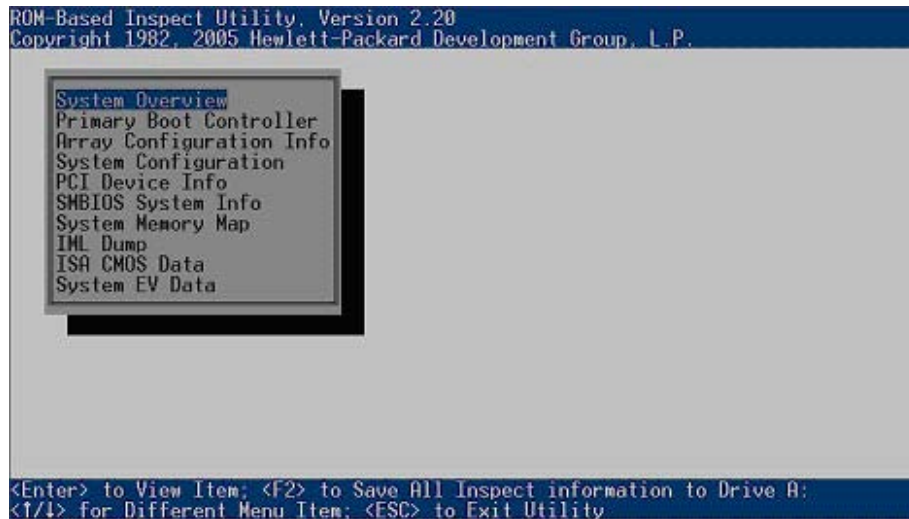 ROM-Based Inspect Utility, Version 2.20
Copyright 1982, 2005 Hewlett-Packard Development Group, L.P.
System Overview
Primary Boot Controller
Array Configuration Info
System Configuration
PCI Device Info
SMBIOS System Info
System Memory Map
IML Dump
ISA CMOS Data
System EV Data
<Enter> to View Item; <F2> to Save All Inspect information to Drive A:
<↑/↓> for Different Menu Item; <ESC> to Exit Utility